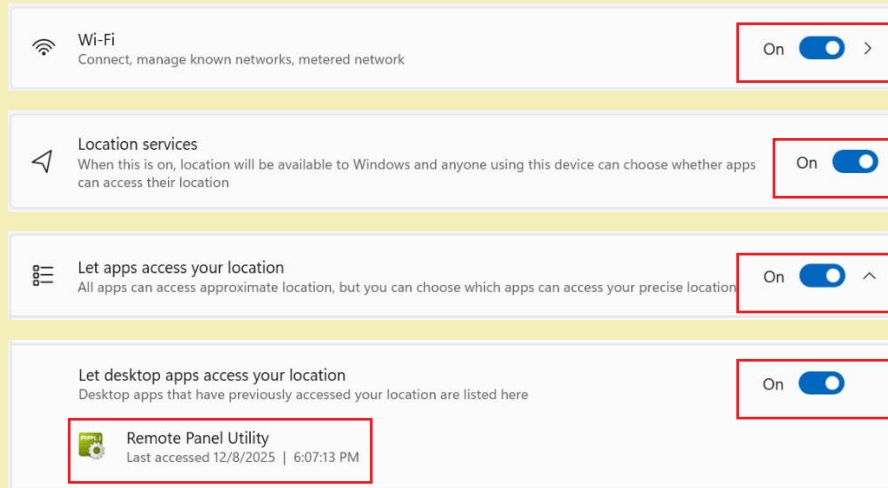 Wi-Fi
On
Connect, manage known networks, metered network
Location services
When this is on, location will be available to Windows and anyone using this device can choose whether apps
can access their location
On
Let apps access your location
All apps can access approximate location, but you can choose which apps can access your precise location
On
Let desktop apps access your location
Desktop apps that have previously accessed your location are listed here
On
Remote Panel Utility
Last accessed 12/8/2025 | 6:07:13 PM